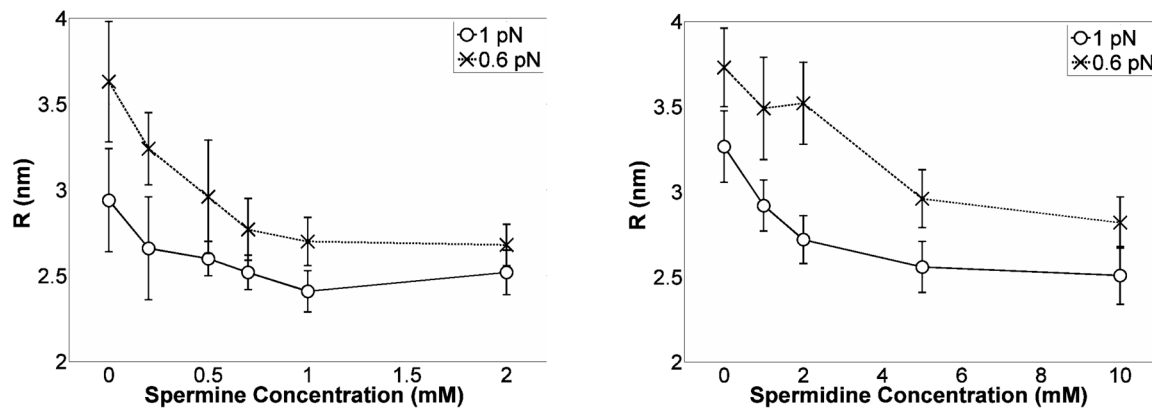 4
3.5
3
2.5
2
R (nm)
1 pN
0.6 pN
0
0.5
1
1.5
2
Spermine Concentration (mM)
4
3.5
3
2.5
2
R (nm)
1 pN
0.6 pN
0
2
4
6
8
10
Spermidine Concentration (mM)